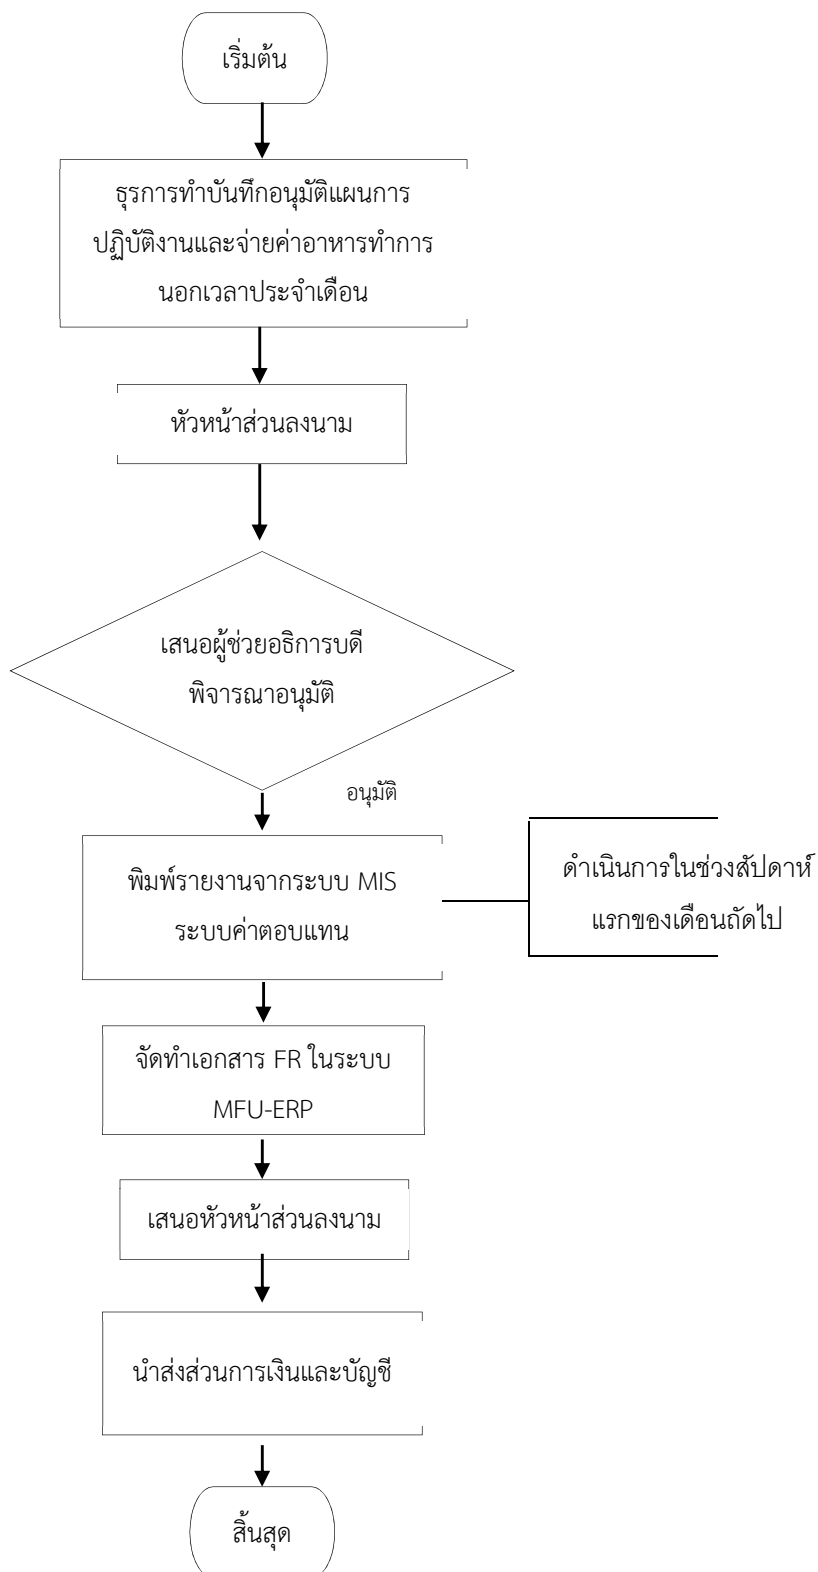 เริ่มต้น
ธุรการทำบันทึกอนุมัติแผนการ
ปฏิบัติงานและจ่ายค่าอาหารทำการ
นอกเวลาประจำเดือน
หัวหน้าส่วนลงนาม
เสนอผู้ช่วยอธิการบดี
พิจารณาอนุมัติ
อนุมัติ
พิมพ์รายงานจากระบบ MIS
ระบบค่าตอบแทน
ดำเนินการในช่วงสัปดาห์
แรกของเดือนถัดไป
จัดทำเอกสาร FR ในระบบ
MFU-ERP
เสนอหัวหน้าส่วนลงนาม
นำส่งส่วนการเงินและบัญชี
สิ้นสุด